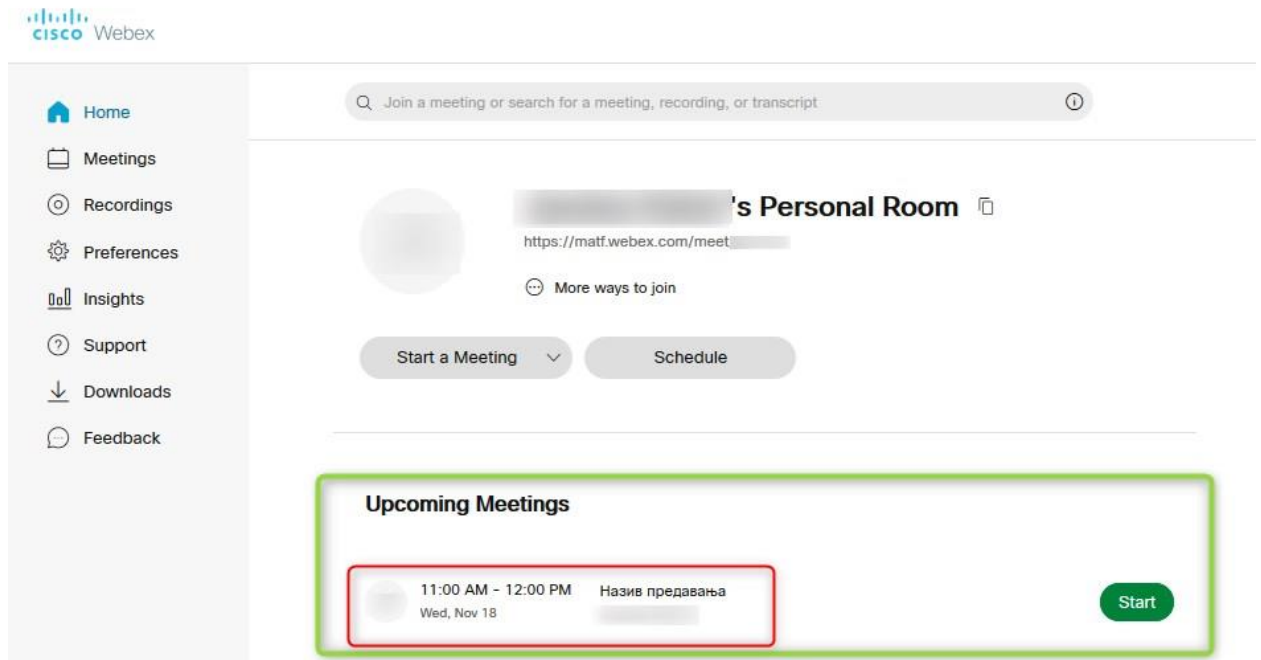 cisco Webex
Home
Meetings
Recordings
Preferences
Insights
Support
Downloads
Feedback
Join a meeting or search for a meeting, recording, or transcript
's Personal Room
https://matf.webex.com/meet
More ways to join
Start a Meeting
Schedule
Upcoming Meetings
11:00 AM - 12:00 PM Назив предавања
Wed, Nov 18
Start